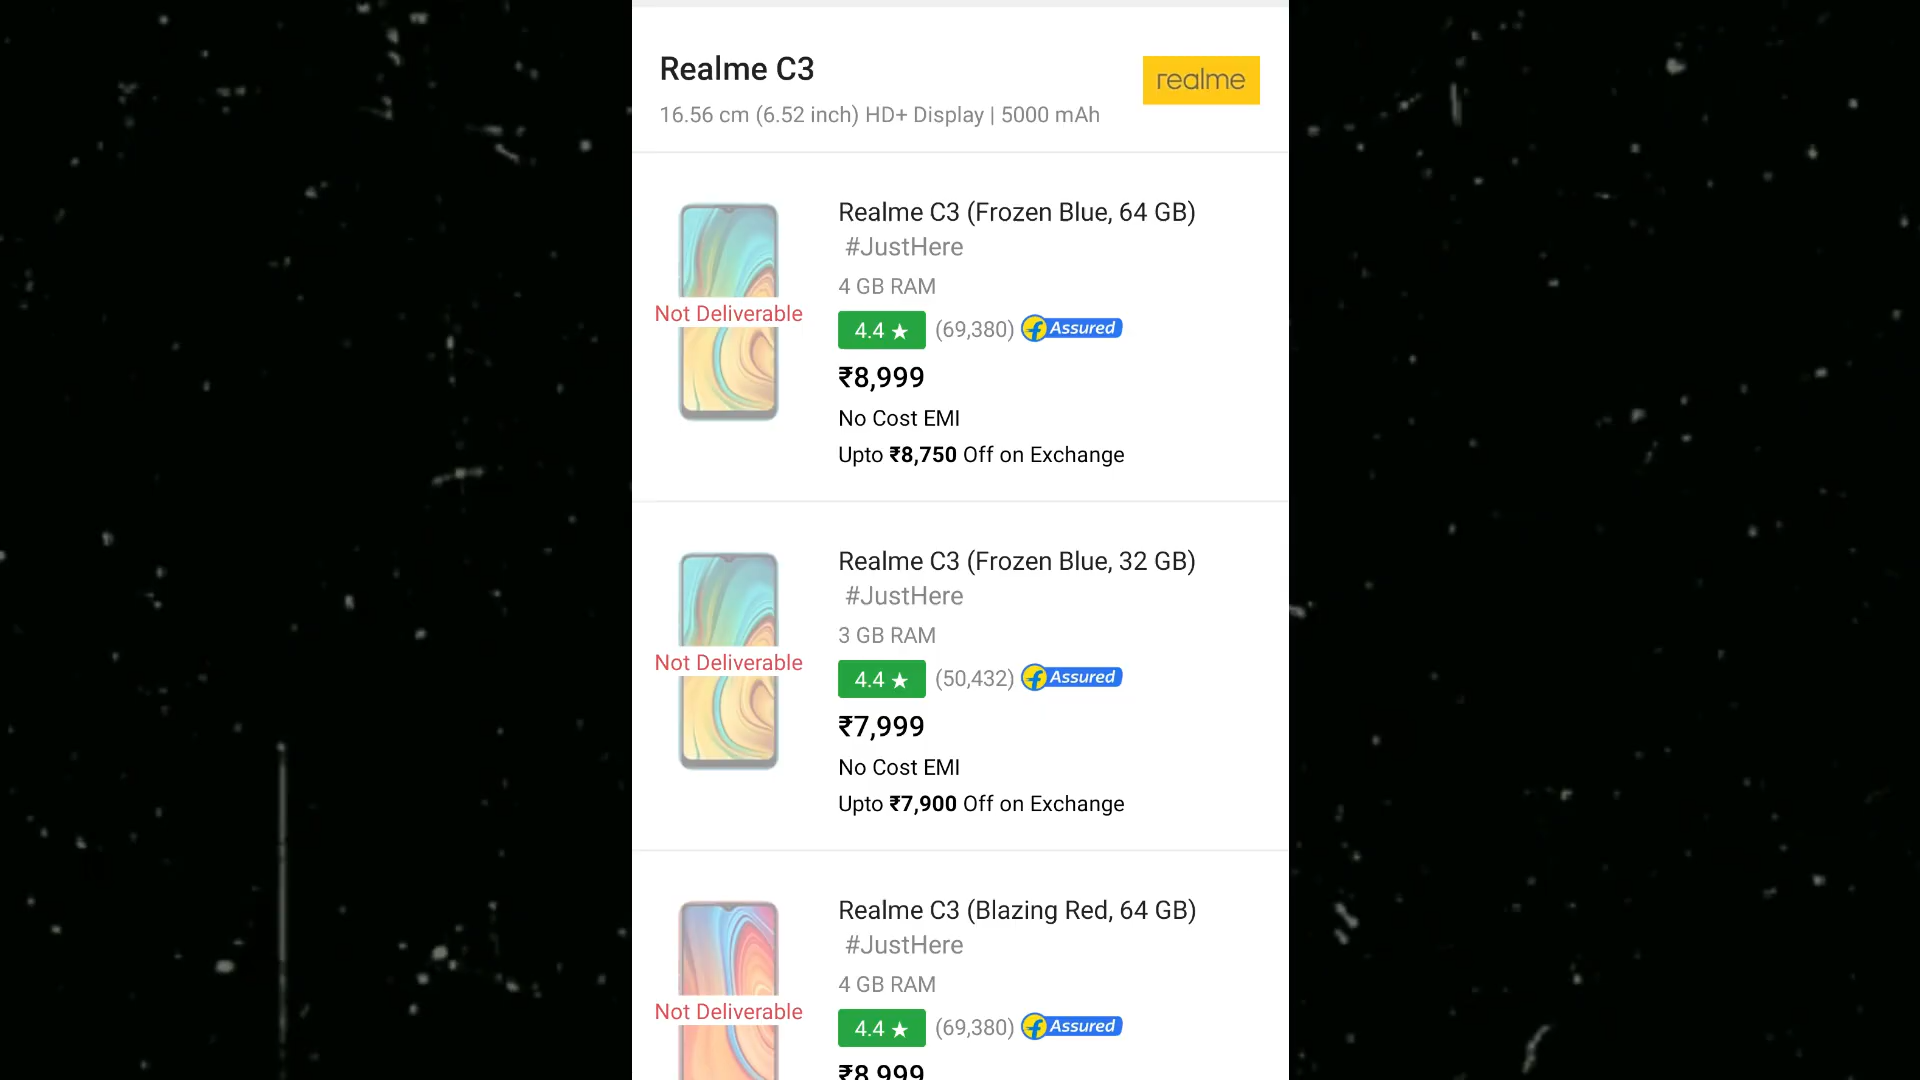 Realme C3
realme
16.56 cm (6.52 inch) HD+ Display | 5000 mAh
Realme C3 (Frozen Blue, 64 GB)
#JustHere
4 GB RAM
Not Deliverable
4.4 ★ (69,380) Assured
₹8,999
No Cost EMI
Upto ₹8,750 Off on Exchange
Realme C3 (Frozen Blue, 32 GB)
#JustHere
3 GB RAM
Not Deliverable
4.4 ★ (50,432) Assured
₹7,999
No Cost EMI
Upto ₹7,900 Off on Exchange
Realme C3 (Blazing Red, 64 GB)
#JustHere
4 GB RAM
Not Deliverable
4.4 ★ (69,380) Assured
₹8,999